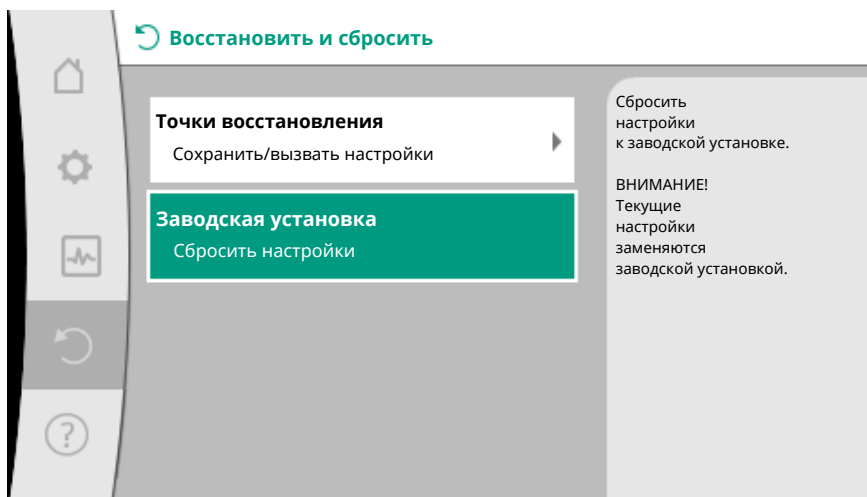 Восстановить и сбросить
Точки восстановления
Сохранить/вызвать настройки
Заводская установка
Сбросить настройки
Сбросить
настройки
к заводской установке.
ВНИМАНИЕ!
Текущие
настройки
заменяются
заводской установкой.
?